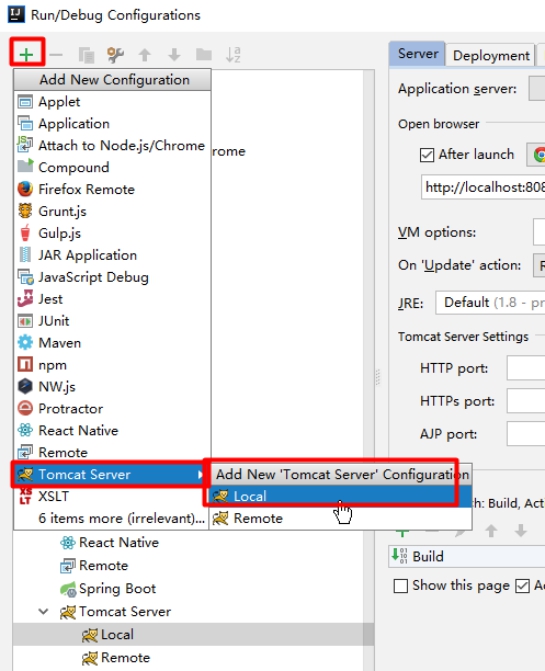 Run/Debug Configurations
Add New Configuration
Applet
Application
Attach to Node.js/Chrome
rome
Compound
Firefox Remote
Grunt.js
Gulp.js
JAR Application
JavaScript Debug
Jest
JUnit
Maven
npm
NW.js
Protractor
React Native
Remote
Tomcat Server
XSLT
6 items more (irrelevant)...
Add New 'Tomcat Server' Configuration
Local
Remote
React Native
Remote
Spring Boot
Tomcat Server
Local
Remote
Server
Deployment
Application server:
Open browser
After launch
http://localhost:808
VM options:
On 'Update' action:
JRE:
Default (1.8 - pro
Tomcat Server Settings
HTTP port:
HTTPs port:
AJP port:
h: Build, Act
Build
Show this page